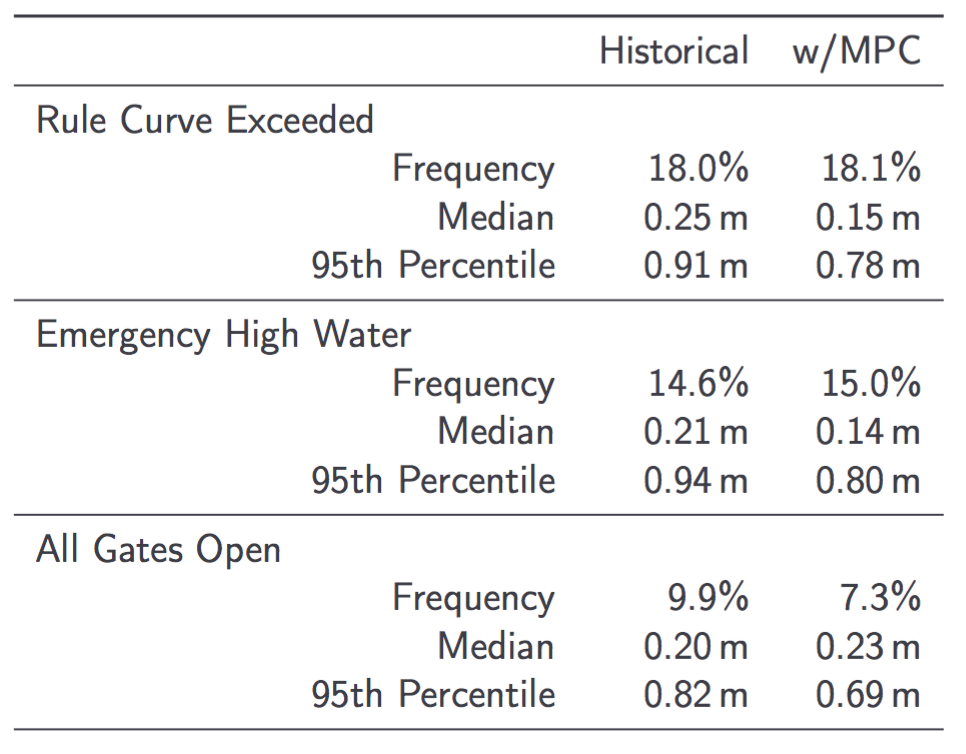 Historical w/MPC
Rule Curve Exceeded
Frequency 18.0% 18.1%
Median 0.25 m 0.15 m
95th Percentile 0.91 m 0.78 m
Emergency High Water
Frequency 14.6% 15.0%
Median 0.21 m 0.14 m
95th Percentile 0.94 m 0.80 m
All Gates Open
Frequency 9.9% 7.3%
Median 0.20 m 0.23 m
95th Percentile 0.82 m 0.69 m